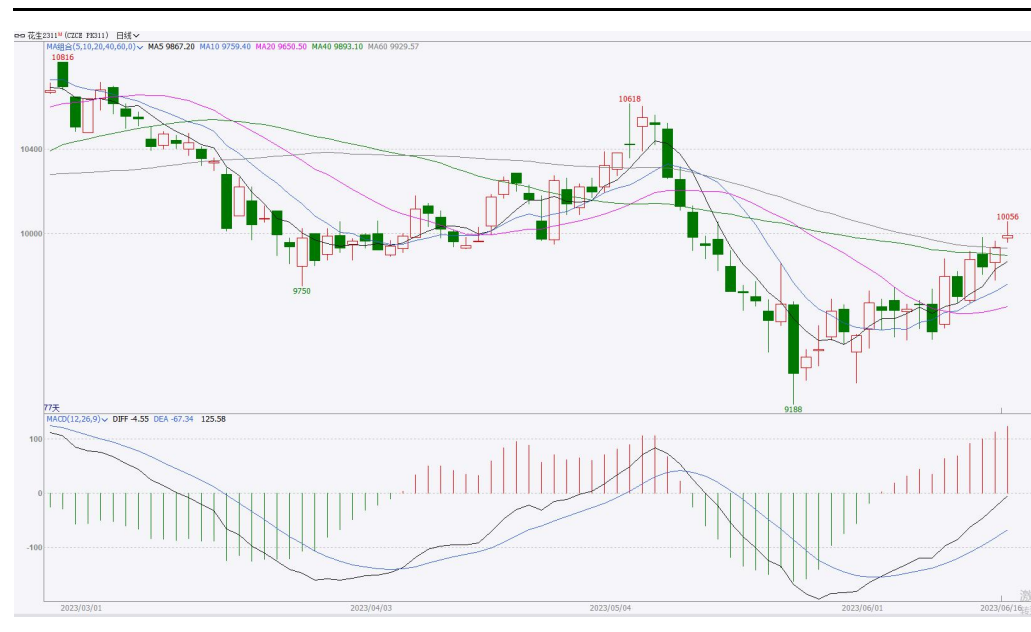 花生2311ᴹ (CZCE PK311) 日线
MA组合(5,10,20,40,60,0) MA5 9867.20 MA10 9759.40 MA20 9650.50 MA40 9893.10 MA60 9929.57
10816
10618
10400
10056
10000
9750
9188
77天
MACD(12,26,9) DIFF -4.55 DEA -67.34 125.58
100
0
-100
2023/03/01 2023/04/03 2023/05/04 2023/06/01 2023/06/16